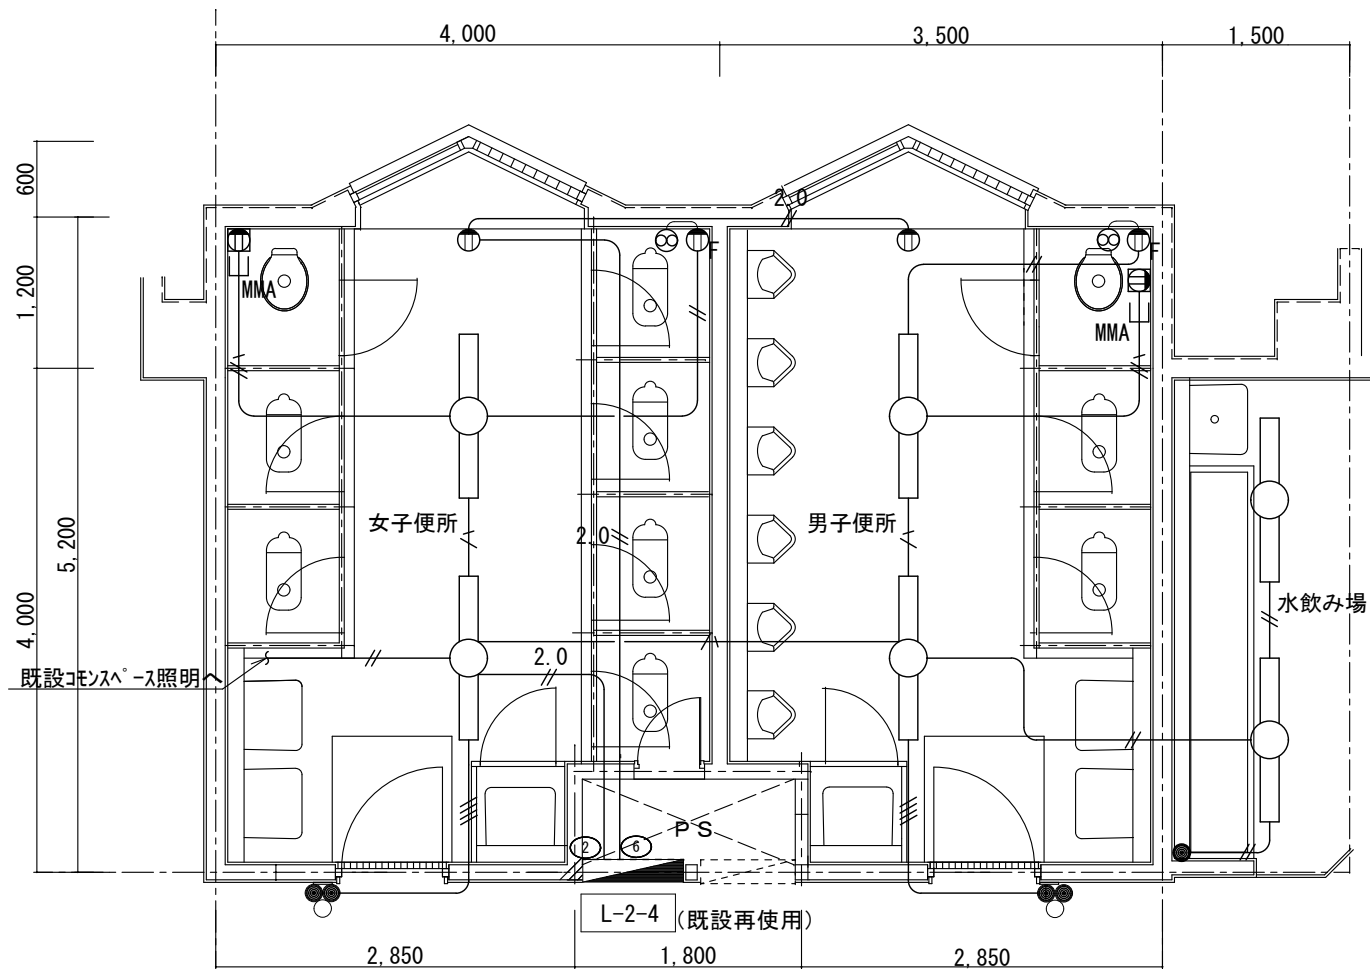 4,000
3,500
1,500
600
2.0
F
F
1,200
MMA
MMA
女子便所
2.0
男子便所
5,200
水飲み場
4,000
2.0
既設ｺﾓﾝｽﾍﾟｰｽ照明へ
PS
2
6
L-2-4
(既設再使用)
2,850
1,800
2,850